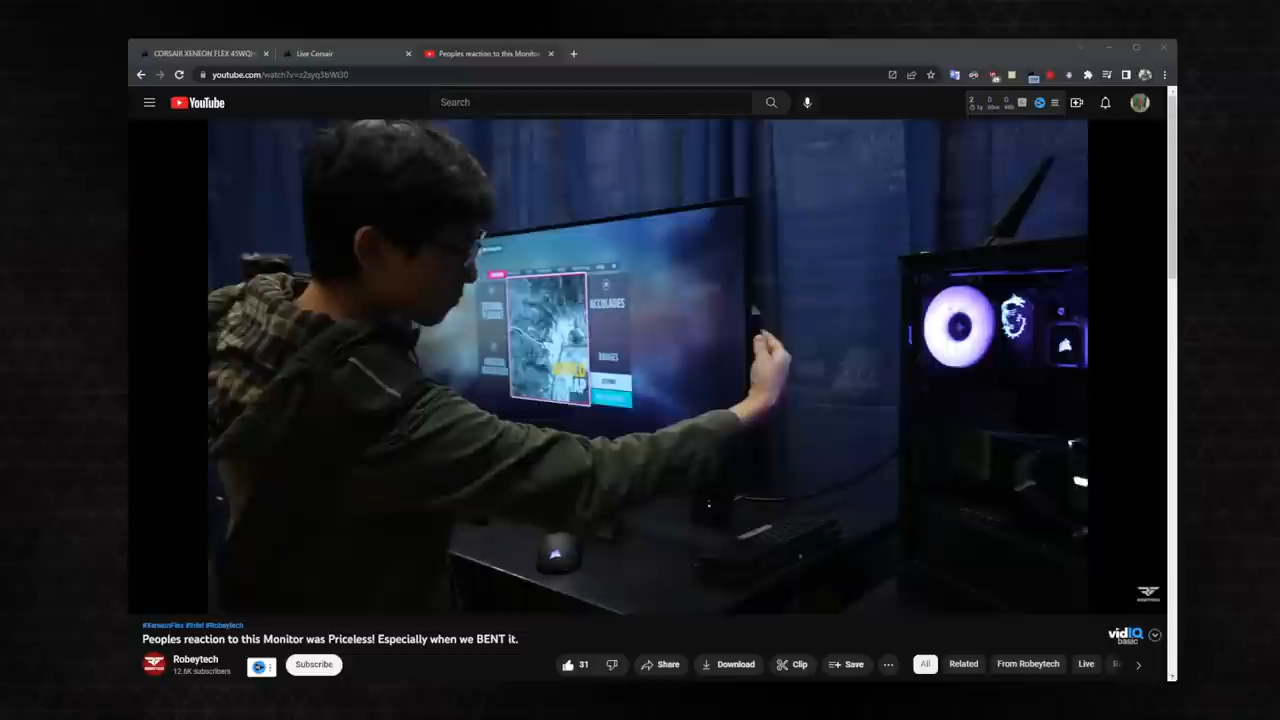 CORSAIR XENEON FLEX 45WQH
Live Corsair
Peoples reaction to this Monitor
youtube.com/watch?v=z2syq3bWI30
YouTube
Search
ACCOLADES
BADGES
#XeneonFlex #Intel #Robeytech
Peoples reaction to this Monitor was Priceless! Especially when we BENT it.
vidIQ
basic
Robeytech
12.6K subscribers
Subscribe
31
Share
Download
Clip
Save
All
Related
From Robeytech
Live